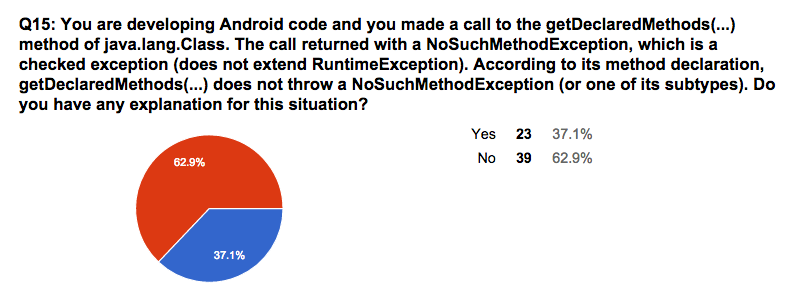 Q15: You are developing Android code and you made a call to the getDeclaredMethods(...)
method of java.lang.Class. The call returned with a NoSuchMethodException, which is a
checked exception (does not extend RuntimeException). According to its method declaration,
getDeclaredMethods(...) does not throw a NoSuchMethodException (or one of its subtypes). Do
you have any explanation for this situation?
Yes 23 37.1%
No 39 62.9%
62.9%
37.1%